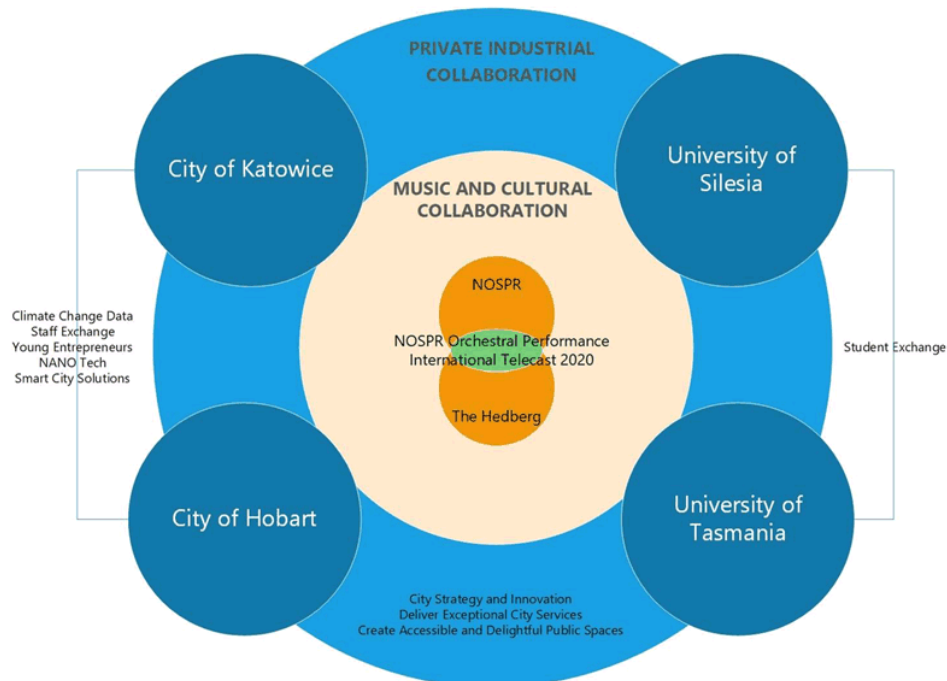 PRIVATE INDUSTRIAL
COLLABORATION
City of Katowice
University of
Silesia
MUSIC AND CULTURAL
COLLABORATION
NOSPR
Climate Change Data
Staff Exchange
Young Entrepreneurs
NANO Tech
Smart City Solutions
NOSPR Orchestral Performance
International Telecast 2020
Student Exchange
The Hedberg
City of Hobart
University of
Tasmania
City Strategy and Innovation
Deliver Exceptional City Services
Create Accessible and Delightful Public Spaces